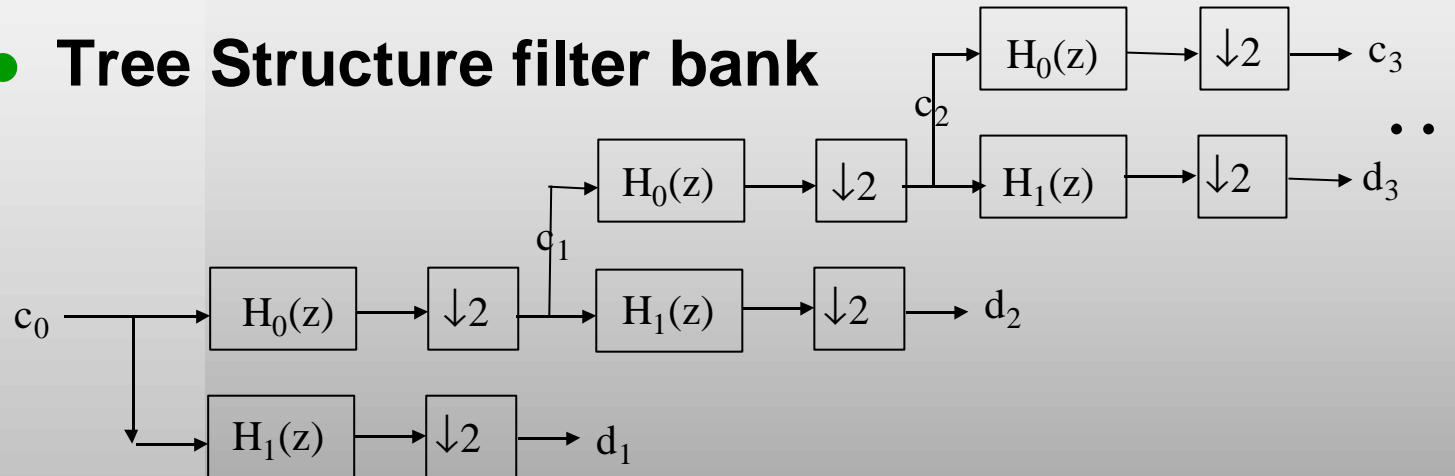 • Tree Structure filter bank
H₀(z) ↓2 c₃
c₂
H₀(z) ↓2 H₁(z) ↓2 d₃
. .
c₁
c₀ H₀(z) ↓2 H₁(z) ↓2 d₂
H₁(z) ↓2 d₁